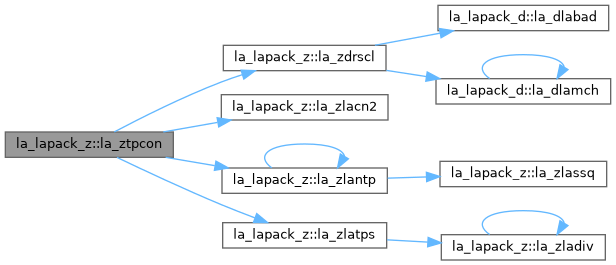 la_lapack_z::la_ztpcon
la_lapack_z::la_zdrscl
la_lapack_z::la_zlacn2
la_lapack_z::la_zlantp
la_lapack_z::la_zlatps
la_lapack_d::la_dlabad
la_lapack_d::la_dlamch
la_lapack_z::la_zlassq
la_lapack_z::la_zladiv